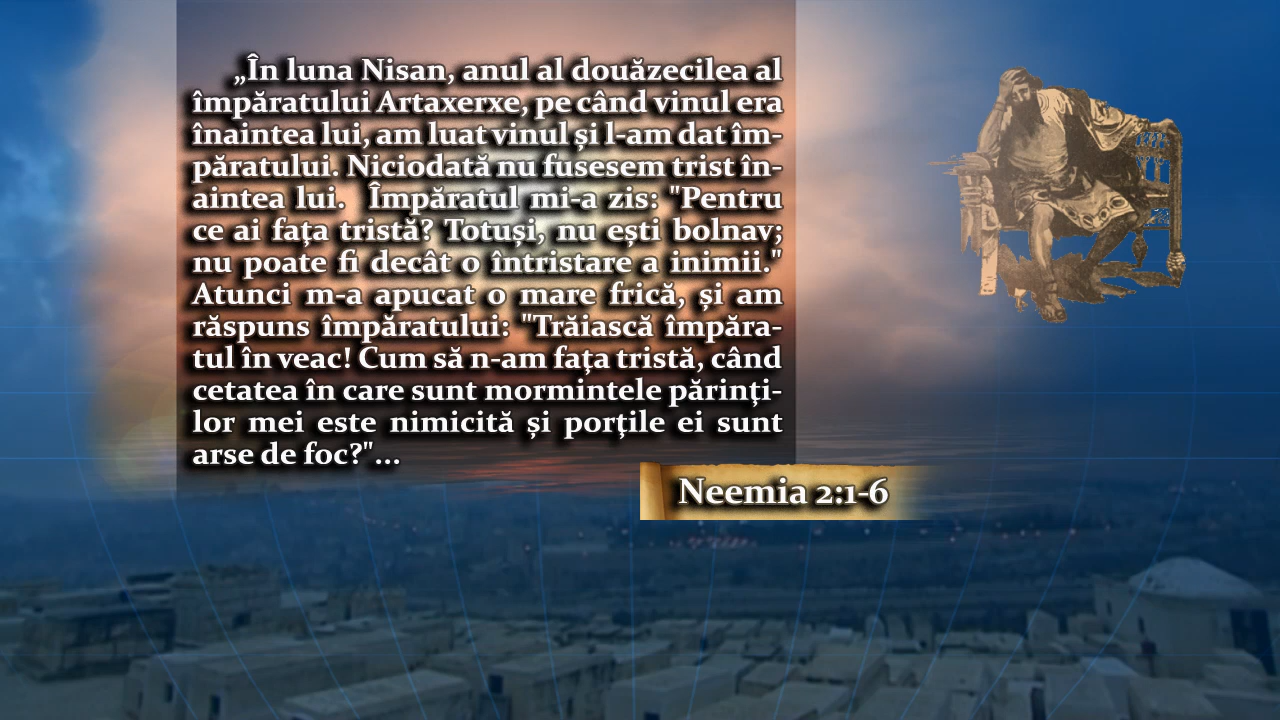 „În luna Nisan, anul al douăzecilea al
împăratului Artaxerxe, pe când vinul era
înaintea lui, am luat vinul și l-am dat îm-
păratului. Niciodată nu fusesem trist în-
aintea lui. Împăratul mi-a zis: "Pentru
ce ai faţa tristă? Totuși, nu ești bolnav;
nu poate fi decât o întristare a inimii."
Atunci m-a apucat o mare frică, și am
răspuns împăratului: "Trăiască împăra-
tul în veac! Cum să n-am faţa tristă, când
cetatea în care sunt mormintele părinţi-
lor mei este nimicită și porţile ei sunt
arse de foc?"...
Neemia 2:1-6